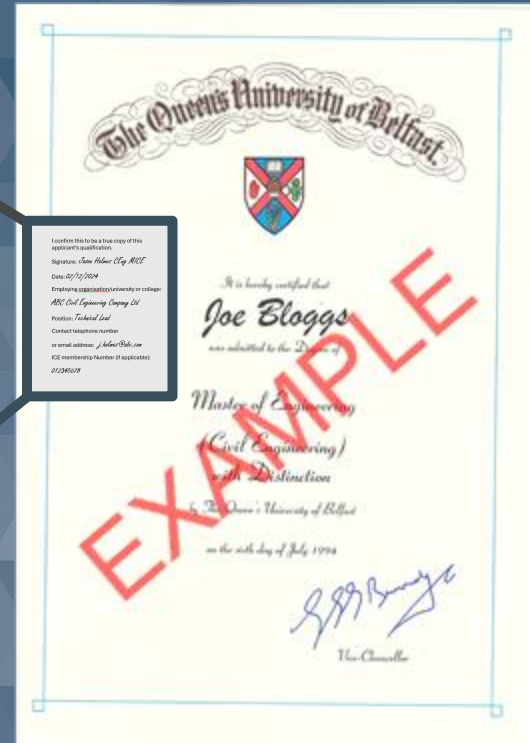 The Queen's University of Belfast.
I confirm this to be a true copy of this
applicant's qualification.
Signature: Jason Holmes CEng MICE
Date: 02/12/2024
Employing organisation/university or college:
ABC Civil Engineering Company Ltd
Position: Technical Lead
Contact telephone number
or email address: j.holmes@abc.com
ICE membership Number (if applicable):
012345678
It is hereby certified that
Joe Bloggs
was admitted to the Degree of
Master of Engineering
(Civil Engineering)
with Distinction
by The Queen's University of Belfast
on the sixth day of July 1994
Vice-Chancellor
EXAMPLE